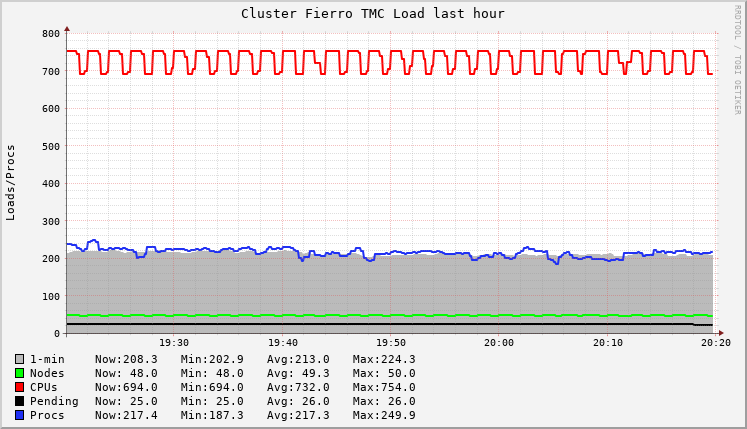 Cluster Fierro TMC Load last hour
RRDTOOL / TOBI OETIKER
Loads/Procs
800
700
600
500
400
300
200
100
0
19:30 19:40 19:50 20:00 20:10 20:20
1-min Now:208.3 Min:202.9 Avg:213.0 Max:224.3
Nodes Now: 48.0 Min: 48.0 Avg: 49.3 Max: 50.0
CPUs Now:694.0 Min:694.0 Avg:732.0 Max:754.0
Pending Now: 25.0 Min: 25.0 Avg: 26.0 Max: 26.0
Procs Now:217.4 Min:187.3 Avg:217.3 Max:249.9